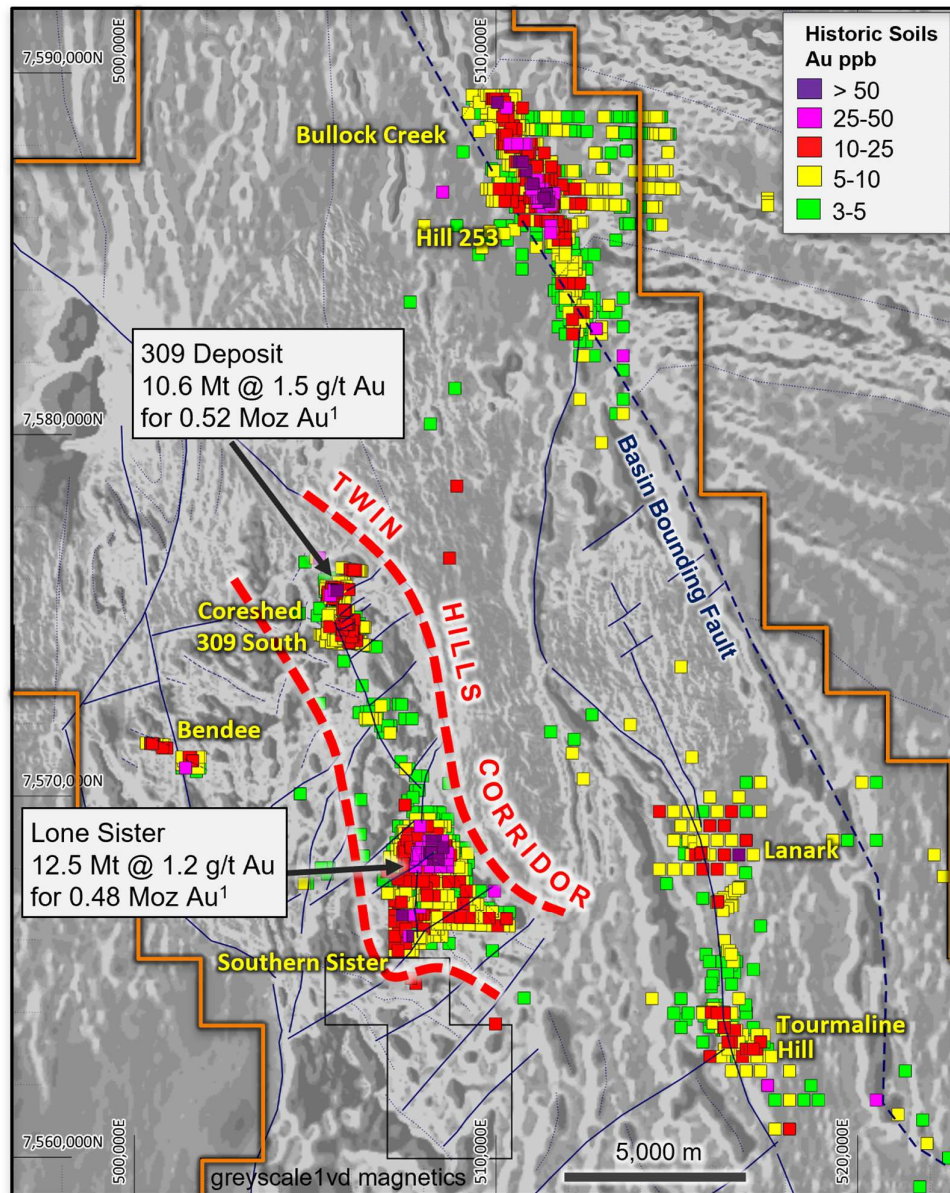 7,590,000N
500,000E
510,000E
Historic Soils
Au ppb
> 50
25-50
10-25
5-10
3-5
Bullock Creek
Hill 253
309 Deposit
10.6 Mt @ 1.5 g/t Au
for 0.52 Moz Au¹
7,580,000N
Basin Bounding Fault
TWIN
HILLS
CORRIDOR
Coreshed
309 South
Bendee
7,570,000N
Lone Sister
12.5 Mt @ 1.2 g/t Au
for 0.48 Moz Au¹
Lanark
Southern Sister
Tourmaline
Hill
7,560,000N
500,000E
510,000E
520,000E
5,000 m
greyscale1vd magnetics